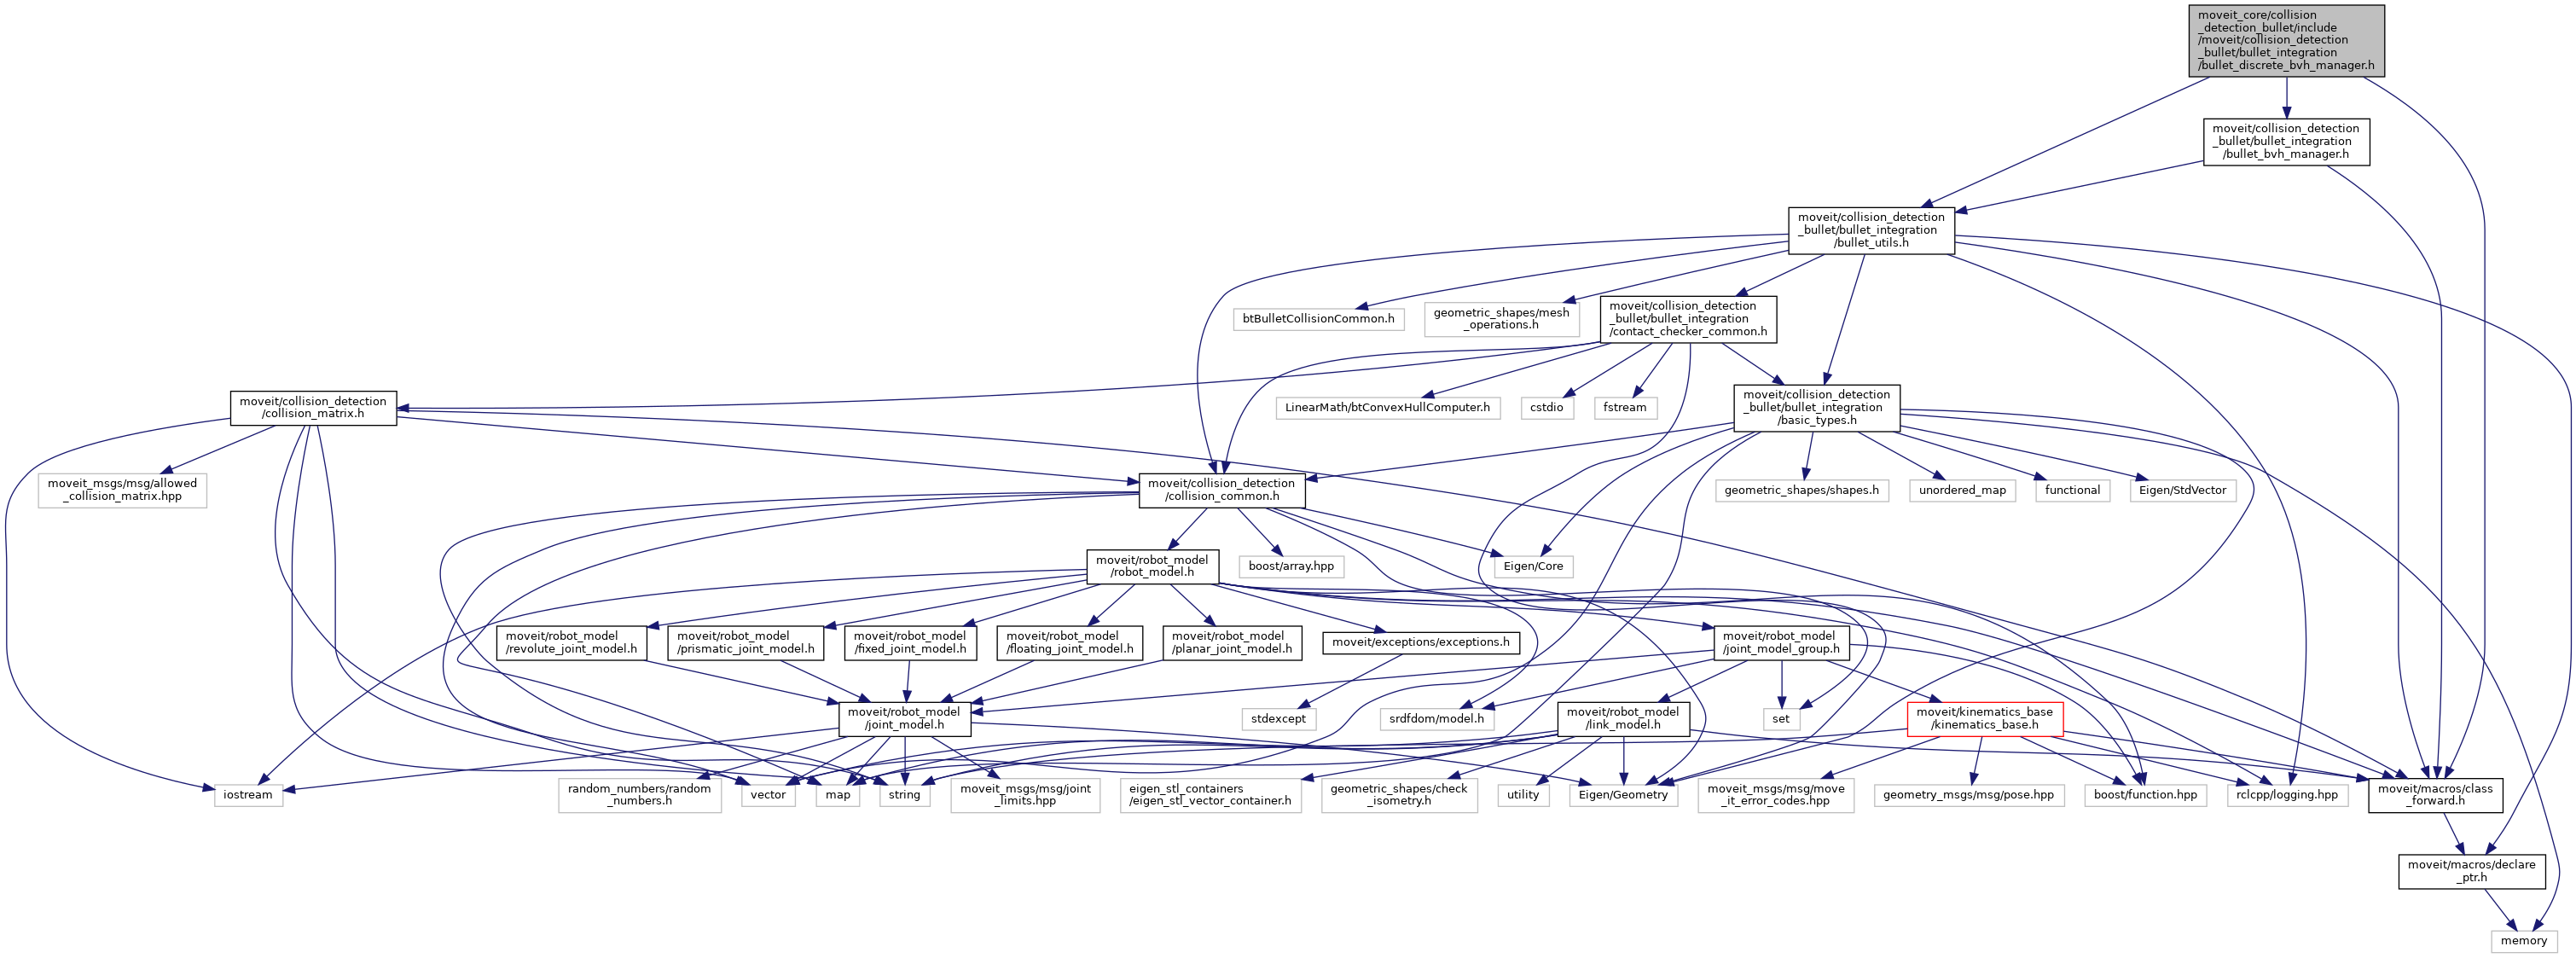 moveit_core/collision
_detection_bullet/include
/moveit/collision_detection
_bullet/bullet_integration
/bullet_discrete_bvh_manager.h
moveit/collision_detection
_bullet/bullet_integration
/bullet_bvh_manager.h
moveit/collision_detection
_bullet/bullet_integration
/bullet_utils.h
btBulletCollisionCommon.h
geometric_shapes/mesh
_operations.h
moveit/collision_detection
_bullet/bullet_integration
/contact_checker_common.h
moveit/collision_detection
/collision_matrix.h
LinearMath/btConvexHullComputer.h
cstdio
fstream
moveit/collision_detection
_bullet/bullet_integration
/basic_types.h
moveit_msgs/msg/allowed
_collision_matrix.hpp
moveit/collision_detection
/collision_common.h
geometric_shapes/shapes.h
unordered_map
functional
Eigen/StdVector
moveit/robot_model
/robot_model.h
boost/array.hpp
Eigen/Core
moveit/robot_model
/revolute_joint_model.h
moveit/robot_model
/prismatic_joint_model.h
moveit/robot_model
/fixed_joint_model.h
moveit/robot_model
/floating_joint_model.h
moveit/robot_model
/planar_joint_model.h
moveit/exceptions/exceptions.h
moveit/robot_model
/joint_model_group.h
moveit/robot_model
/joint_model.h
stdexcept
srdfdom/model.h
moveit/robot_model
/link_model.h
set
moveit/kinematics_base
/kinematics_base.h
iostream
random_numbers/random
_numbers.h
vector
map
string
moveit_msgs/msg/joint
_limits.hpp
eigen_stl_containers
/eigen_stl_vector_container.h
geometric_shapes/check
_isometry.h
utility
Eigen/Geometry
moveit_msgs/msg/move
_it_error_codes.hpp
geometry_msgs/msg/pose.hpp
boost/function.hpp
rclcpp/logging.hpp
moveit/macros/class
_forward.h
moveit/macros/declare
_ptr.h
memory